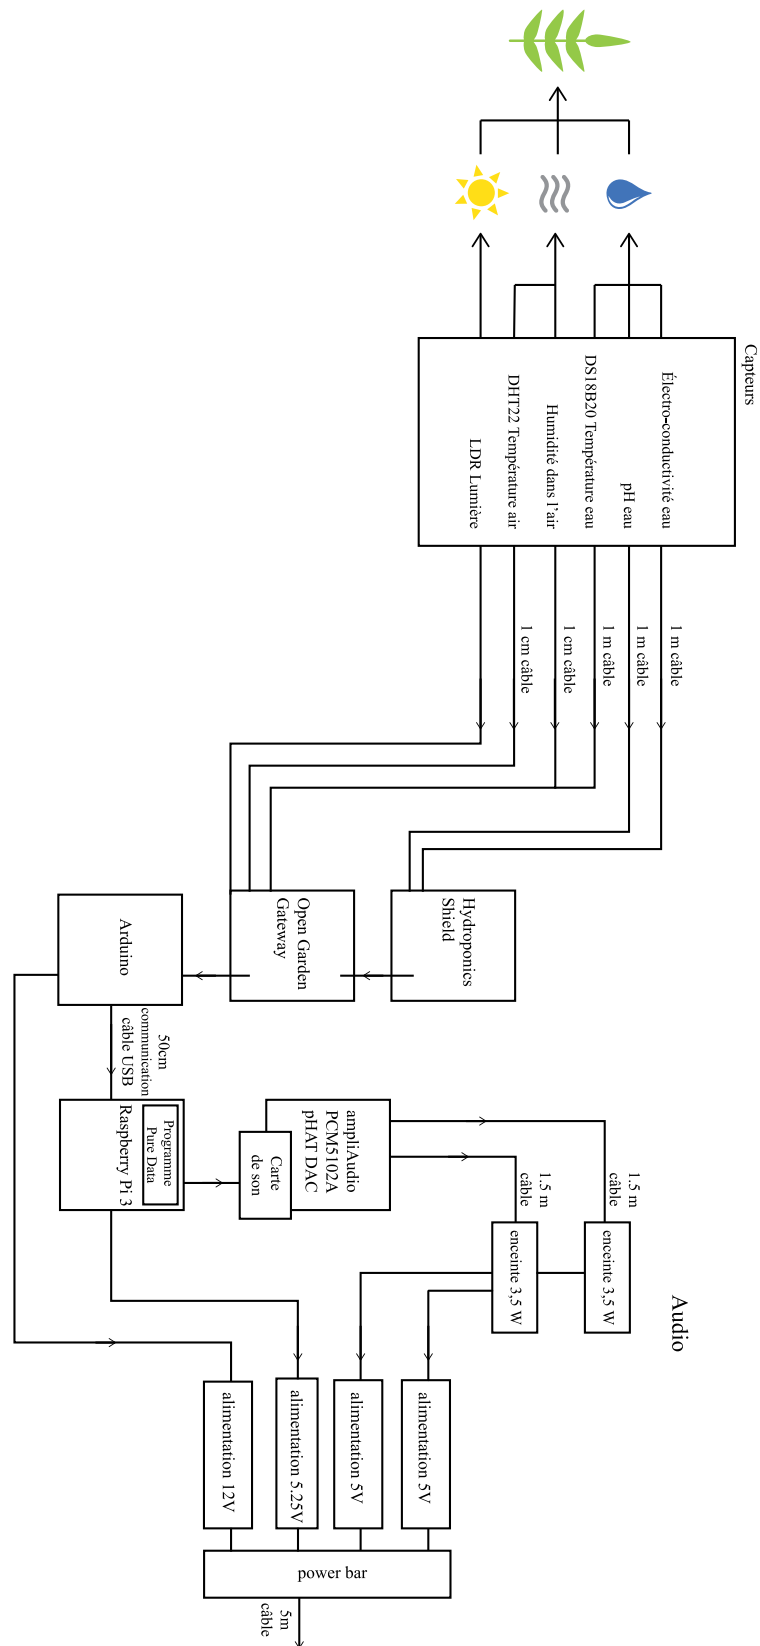 Capteurs
Électro-conductivité eau
pH eau
DS18B20 Température eau
Humidité dans l'air
DHT22 Température air
LDR Lumière
1 m câble
1 m câble
1 m câble
1 cm câble
1 cm câble
Hydroponics
Shield
Open Garden
Gateway
Arduino
50cm
communication
câble USB
Programme
Pure Data
Raspberry Pi 3
ampliAudio
PCM5102A
pHAT DAC
Carte
de son
1.5 m
câble
1.5 m
câble
Audio
enceinte 3,5 W
enceinte 3,5 W
alimentation 5V
alimentation 5V
alimentation 5.25V
alimentation 12V
power bar
5m
câble